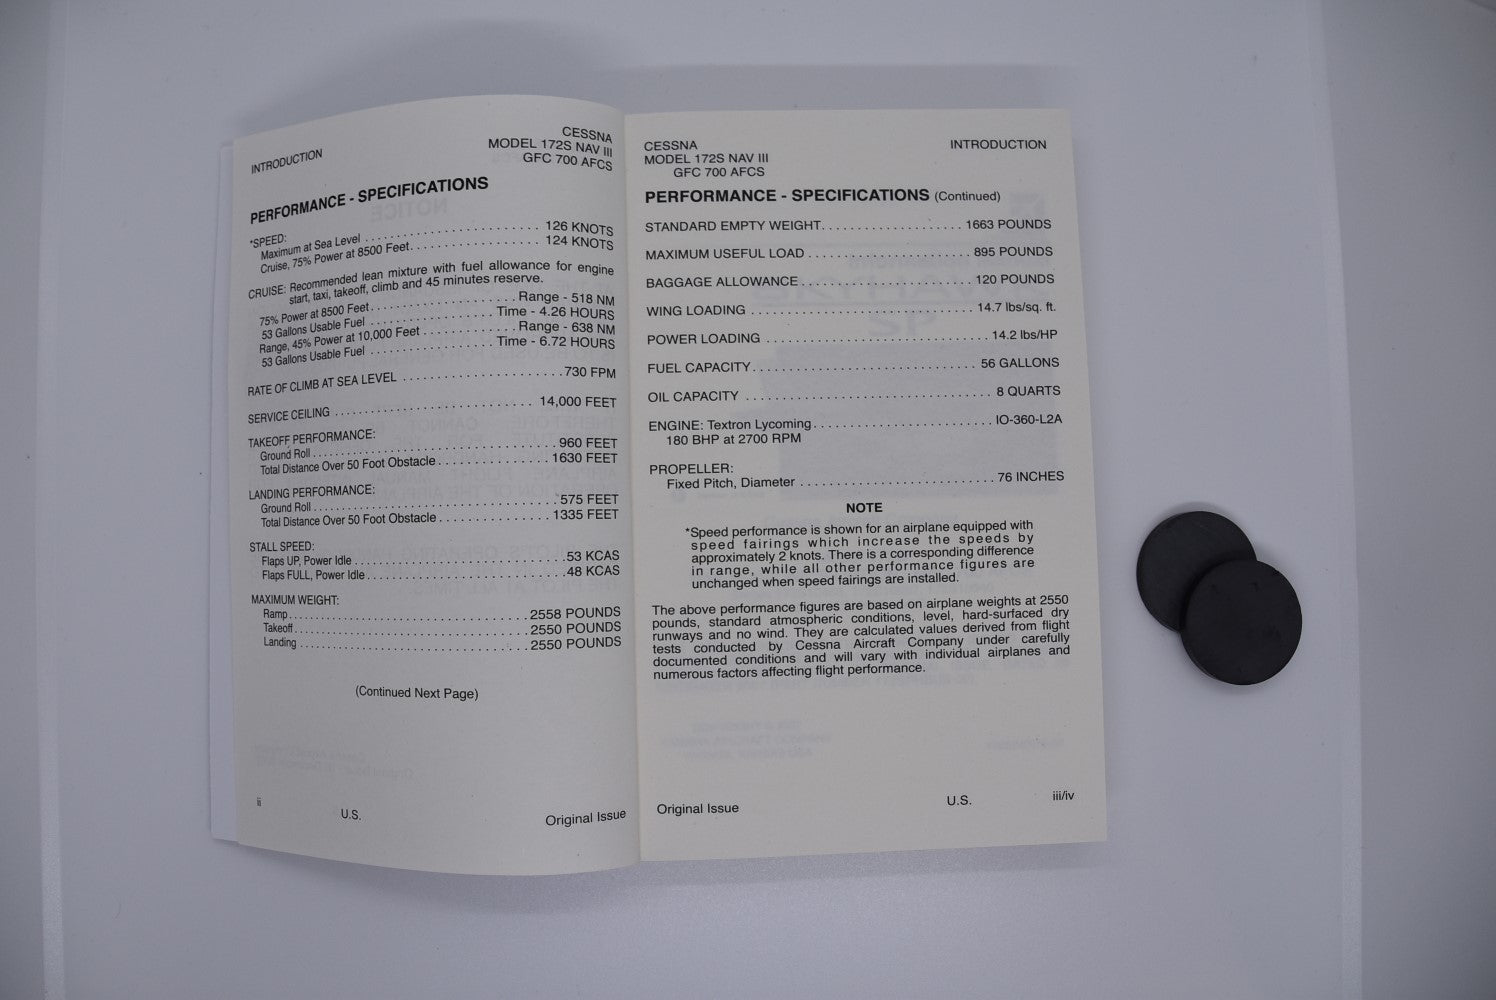 INTRODUCTION
CESSNA
MODEL 172S NAV III
GFC 700 AFCS
PERFORMANCE - SPECIFICATIONS
*SPEED:
Maximum at Sea Level . . . . . . . . . . . . . . . . . . . . . . . . . . 126 KNOTS
Cruise, 75% Power at 8500 Feet. . . . . . . . . . . . . . . . . . . 124 KNOTS
CRUISE: Recommended lean mixture with fuel allowance for engine
start, taxi, takeoff, climb and 45 minutes reserve.
75% Power at 8500 Feet. . . . . . . . . . . . . . . . . . . . . . Range - 518 NM
53 Gallons Usable Fuel . . . . . . . . . . . . . . . . . . . Time - 4.26 HOURS
Range, 45% Power at 10,000 Feet . . . . . . . . . . . . . . Range - 638 NM
53 Gallons Usable Fuel . . . . . . . . . . . . . . . . . . . Time - 6.72 HOURS
RATE OF CLIMB AT SEA LEVEL . . . . . . . . . . . . . . . . . . . . . . . .730 FPM
SERVICE CEILING . . . . . . . . . . . . . . . . . . . . . . . . . . . . . 14,000 FEET
TAKEOFF PERFORMANCE:
Ground Roll . . . . . . . . . . . . . . . . . . . . . . . . . . . . . . . . . . . . 960 FEET
Total Distance Over 50 Foot Obstacle . . . . . . . . . . . . . . . . 1630 FEET
LANDING PERFORMANCE:
Ground Roll . . . . . . . . . . . . . . . . . . . . . . . . . . . . . . . . . . . . 575 FEET
Total Distance Over 50 Foot Obstacle . . . . . . . . . . . . . . . . 1335 FEET
STALL SPEED:
Flaps UP, Power Idle . . . . . . . . . . . . . . . . . . . . . . . . . . . . . .53 KCAS
Flaps FULL, Power Idle . . . . . . . . . . . . . . . . . . . . . . . . . . . .48 KCAS
MAXIMUM WEIGHT:
Ramp. . . . . . . . . . . . . . . . . . . . . . . . . . . . . . . . . . . 2558 POUNDS
Takeoff. . . . . . . . . . . . . . . . . . . . . . . . . . . . . . . . . . 2550 POUNDS
Landing . . . . . . . . . . . . . . . . . . . . . . . . . . . . . . . . . 2550 POUNDS
(Continued Next Page)
ii
U.S.
Original Issue
CESSNA
MODEL 172S NAV III
GFC 700 AFCS
INTRODUCTION
PERFORMANCE - SPECIFICATIONS (Continued)
STANDARD EMPTY WEIGHT. . . . . . . . . . . . . . . . . . . . 1663 POUNDS
MAXIMUM USEFUL LOAD . . . . . . . . . . . . . . . . . . . . . . . 895 POUNDS
BAGGAGE ALLOWANCE . . . . . . . . . . . . . . . . . . . . . . . . 120 POUNDS
WING LOADING . . . . . . . . . . . . . . . . . . . . . . . . . . . . . . . 14.7 lbs/sq. ft.
POWER LOADING . . . . . . . . . . . . . . . . . . . . . . . . . . . . . . . 14.2 lbs/HP
FUEL CAPACITY. . . . . . . . . . . . . . . . . . . . . . . . . . . . . . . 56 GALLONS
OIL CAPACITY . . . . . . . . . . . . . . . . . . . . . . . . . . . . . . . . . . 8 QUARTS
ENGINE: Textron Lycoming. . . . . . . . . . . . . . . . . . . . . . . . IO-360-L2A
180 BHP at 2700 RPM
PROPELLER:
Fixed Pitch, Diameter . . . . . . . . . . . . . . . . . . . . . . . . . . . 76 INCHES
NOTE
*Speed performance is shown for an airplane equipped with
speed fairings which increase the speeds by
approximately 2 knots. There is a corresponding difference
in range, while all other performance figures are
unchanged when speed fairings are installed.
The above performance figures are based on airplane weights at 2550
pounds, standard atmospheric conditions, level, hard-surfaced dry
runways and no wind. They are calculated values derived from flight
tests conducted by Cessna Aircraft Company under carefully
documented conditions and will vary with individual airplanes and
numerous factors affecting flight performance.
Original Issue
U.S.
iii/iv